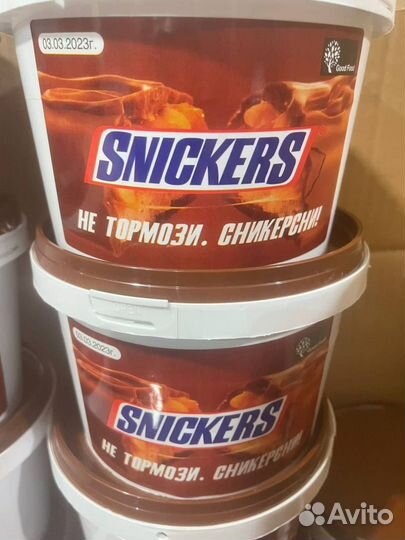 03.03.2023г.
Good Food
SNICKERS
НЕ ТОРМОЗИ. СНИКЕРСНИ!
03.03.2023г.
SNICKERS
НЕ ТОРМОЗИ. СНИКЕРСНИ!
Avito